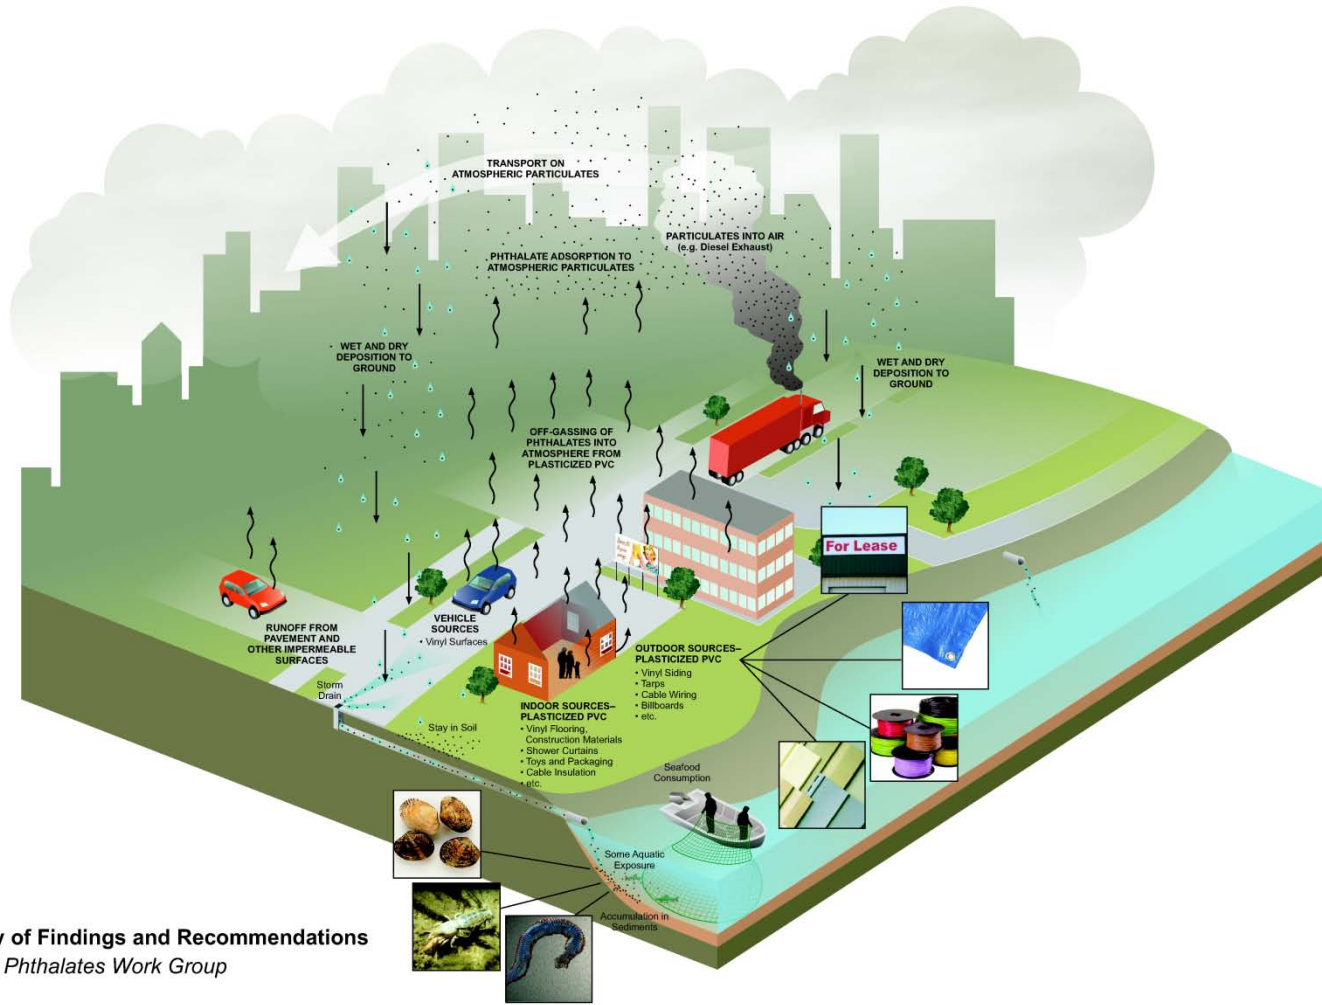 TRANSPORT ON
ATMOSPHERIC PARTICULATES
PARTICULATES INTO AIR
(e.g. Diesel Exhaust)
PHTHALATE ADSORPTION TO
ATMOSPHERIC PARTICULATES
WET AND DRY
DEPOSITION TO
GROUND
WET AND DRY
DEPOSITION TO
GROUND
OFF-GASSING OF
PHTHALATES INTO
ATMOSPHERE FROM
PLASTICIZED PVC
For Lease
RUNOFF FROM
PAVEMENT AND
OTHER IMPERMEABLE
SURFACES
VEHICLE
SOURCES
• Vinyl Surfaces
OUTDOOR SOURCES–
PLASTICIZED PVC
• Vinyl Siding
• Tarps
• Cable Wiring
• Billboards
• etc.
Storm
Drain
Stay in Soil
INDOOR SOURCES–
PLASTICIZED PVC
• Vinyl Flooring,
Construction Materials
• Shower Curtains
• Toys and Packaging
• Cable Insulation
• etc.
Seafood
Consumption
Some Aquatic
Exposure
Accumulation in
Sediments
y of Findings and Recommendations
Phthalates Work Group